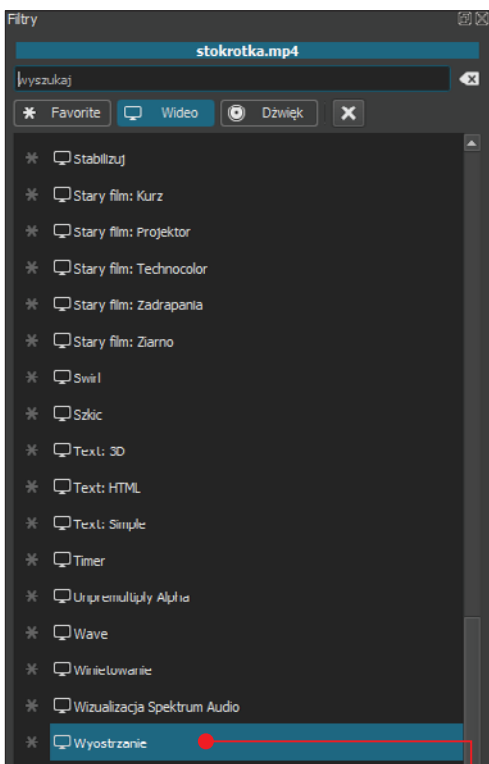 Filtry
stokrotka.mp4
wyszukaj
Favorite Wideo Dźwięk
Stabilizuj
Stary film: Kurz
Stary film: Projektor
Stary film: Technocolor
Stary film: Zadrapania
Stary film: Ziarno
Swirl
Szkic
Text: 3D
Text: HTML
Text: Simple
Timer
Unpremultiply Alpha
Wave
Winietowanie
Wizualizacja Spektrum Audio
Wyostrzanie